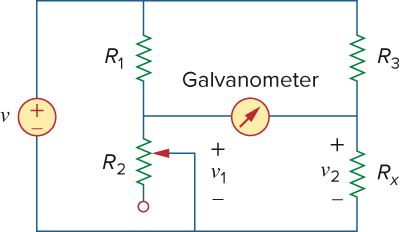 R1
R3
Galvanometer
v
+
−
R2
+
v1
−
+
v2
−
Rx